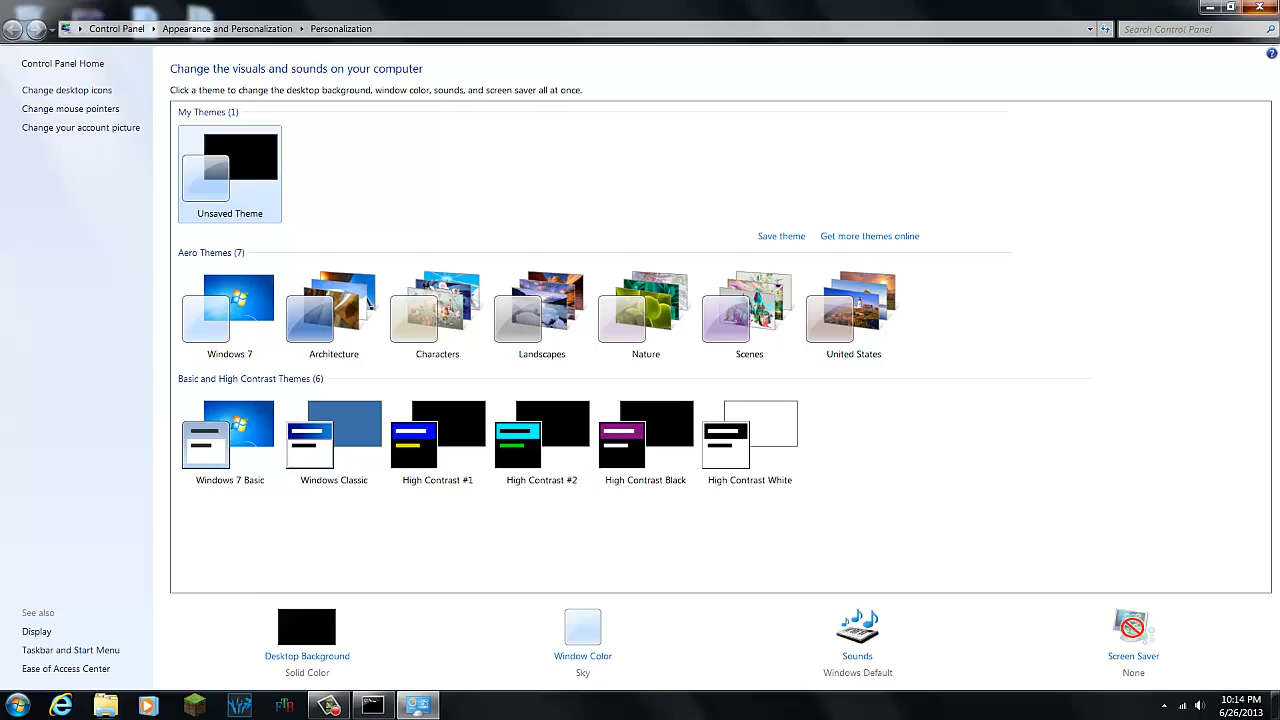 Control Panel
Appearance and Personalization
Personalization
Search Control Panel
Control Panel Home
Change desktop icons
Change mouse pointers
Change your account picture
Change the visuals and sounds on your computer
Click a theme to change the desktop background, window color, sounds, and screen saver all at once.
My Themes (1)
Unsaved Theme
Save theme
Get more themes online
Aero Themes (7)
Windows 7
Architecture
Characters
Landscapes
Nature
Scenes
United States
Basic and High Contrast Themes (6)
Windows 7 Basic
Windows Classic
High Contrast #1
High Contrast #2
High Contrast Black
High Contrast White
See also
Display
Taskbar and Start Menu
Ease of Access Center
Desktop Background
Solid Color
Window Color
Sky
Sounds
Windows Default
Screen Saver
None
FTB
10:14 PM
6/26/2013